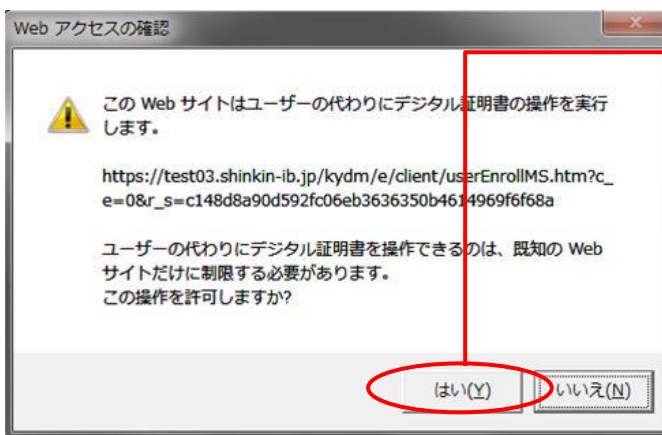 Web アクセスの確認
この Web サイトはユーザーの代わりにデジタル証明書の操作を実行
します。
https://test03.shinkin-ib.jp/kydm/e/client/userEnrollMS.htm?c_
e=0&r_s=c148d8a90d592fc06eb3636350b4614969f6f68a
ユーザーの代わりにデジタル証明書を操作できるのは、既知の Web
サイトだけに制限する必要があります。
この操作を許可しますか?
はい(Y) いいえ(N)